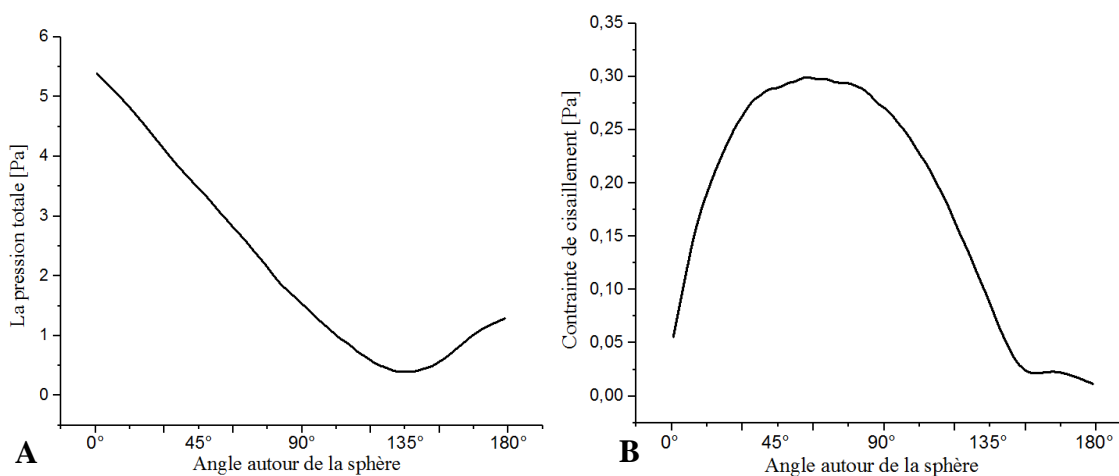 6
5
4
3
2
1
0
La pression totale [Pa]
0° 45° 90° 135° 180°
Angle autour de la sphère
A
0,35
0,30
0,25
0,20
0,15
0,10
0,05
0,00
Contrainte de cisaillement [Pa]
0° 45° 90° 135° 180°
Angle autour de la sphère
B